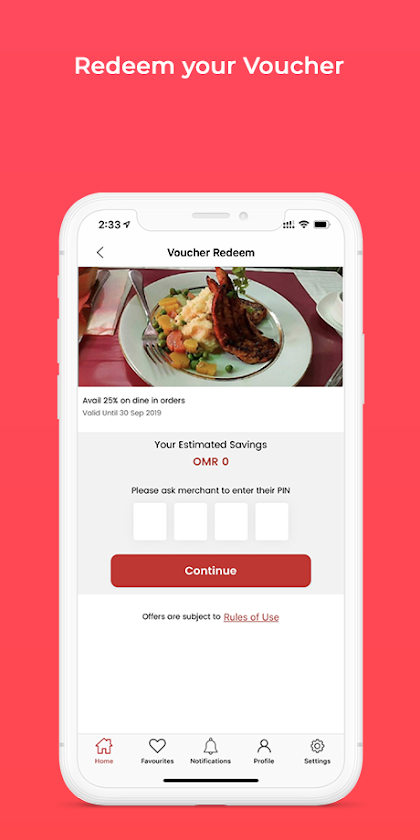 Redeem your Voucher
2:33
Voucher Redeem
Avail 25% on dine in orders
Valid Until 30 Sep 2019
Your Estimated Savings
OMR 0
Please ask merchant to enter their PIN
Continue
Offers are subject to Rules of Use
Home Favourites Notifications Profile Settings